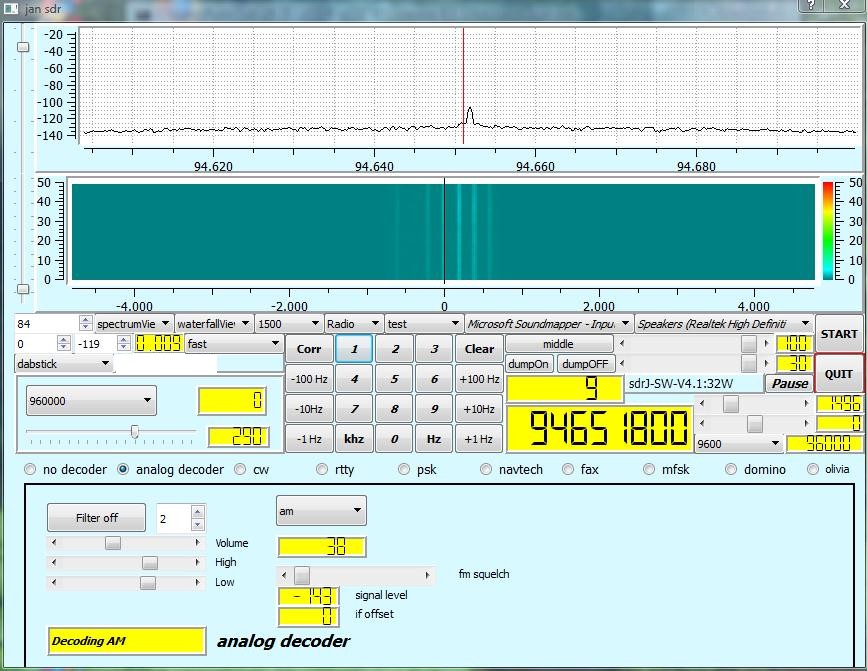 jan sdr
? X
-20
-40
-60
-80
-100
-120
-140
94.620 94.640 94.660 94.680
50 50
40 40
30 30
20 20
10 10
0 0
-4.000 -2.000 0 2.000 4.000
84 spectrumVie waterfallVie 1500 Radio test Microsoft Soundmapper - Input Speakers (Realtek High Definiti START
0 -119 0.009 fast Corr 1 2 3 Clear middle 100
dabstick dumpOn dumpOFF 30 QUIT
-100 Hz 4 5 6 +100 Hz 9 sdrJ-SW-V4.1:32W Pause
960000 0 -10Hz 7 8 9 +10Hz 94651800 1496
0
290 -1 Hz khz 0 Hz +1 Hz 9600 96000
no decoder analog decoder cw rtty psk navtech fax mfsk domino olivia
Filter off 2 am
Volume 38
High fm squelch
Low
-143 signal level
0 if offset
Decoding AM analog decoder